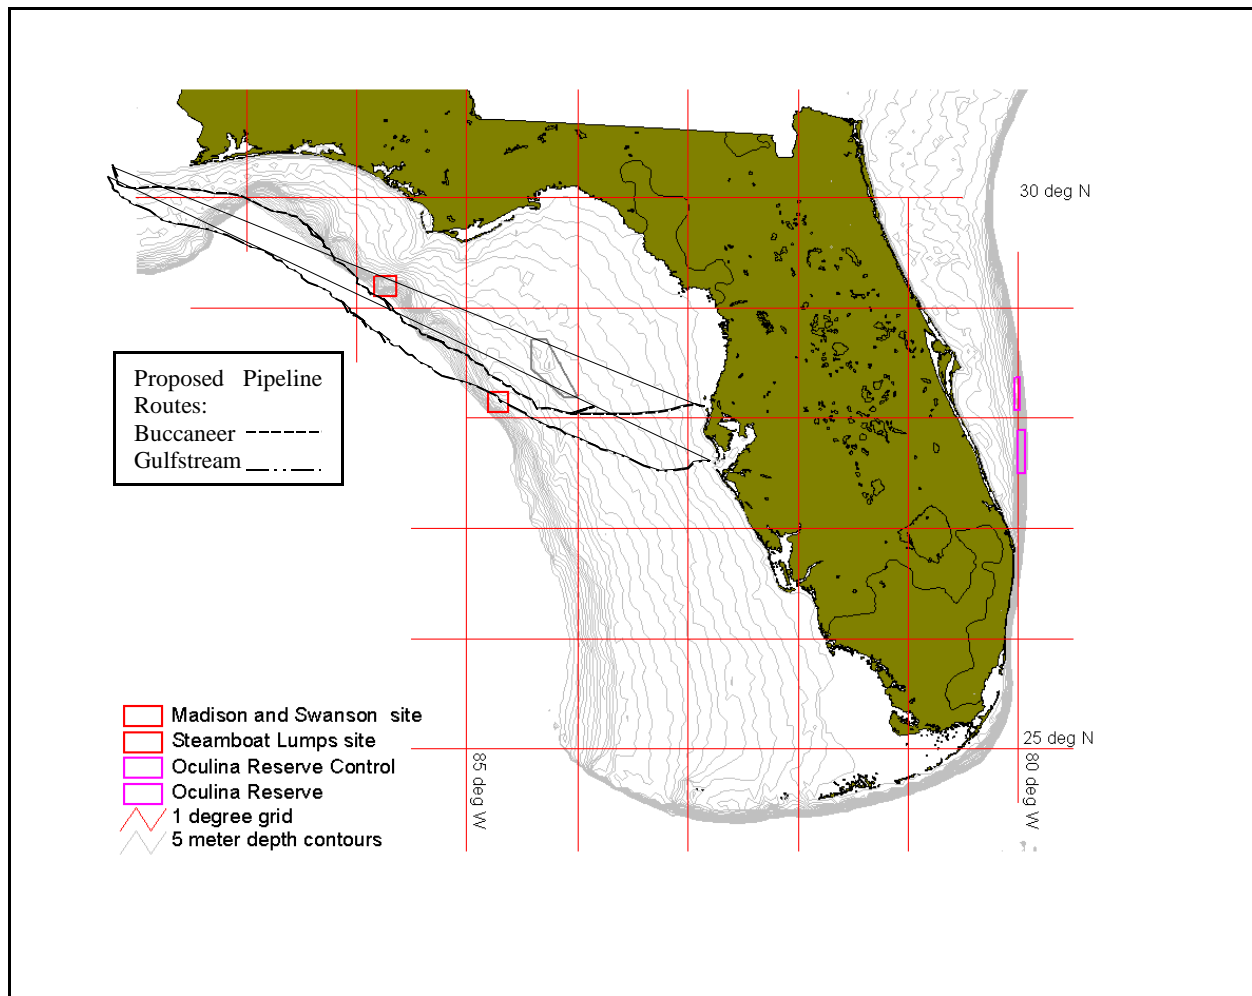 30 deg N
Proposed Pipeline
Routes:
Buccaneer
Gulfstream
Madison and Swanson site
Steamboat Lumps site
Oculina Reserve Control
Oculina Reserve
1 degree grid
5 meter depth contours
85 deg W
25 deg N
80 deg W